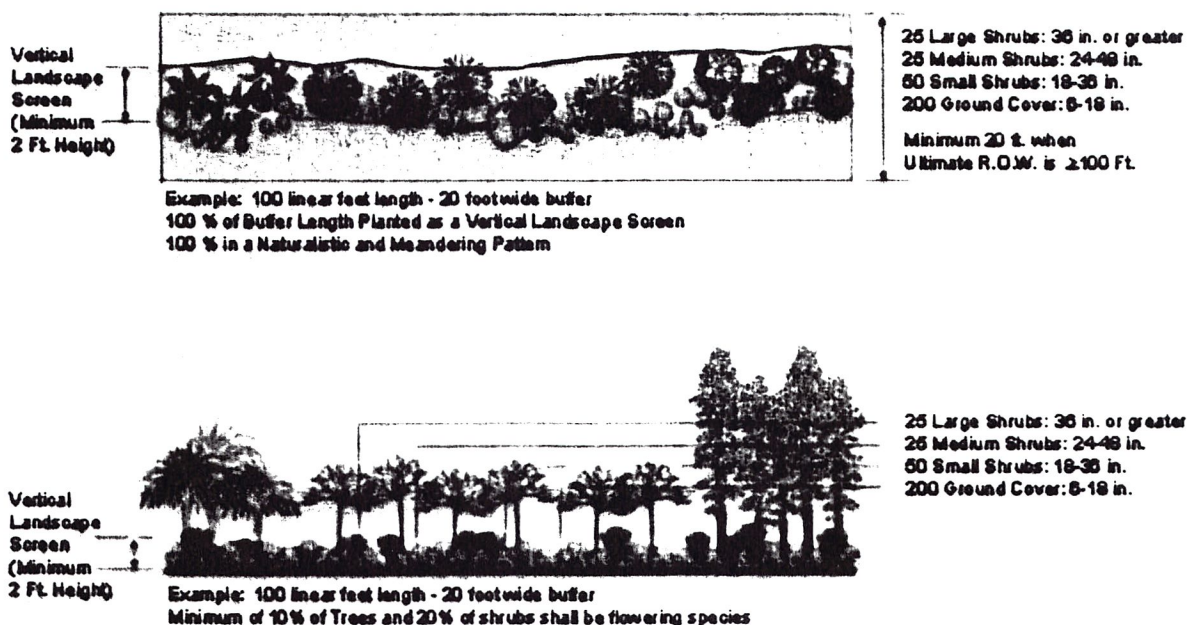 Vertical
Landscape
Screen
(Minimum
2 Ft. Height)
25 Large Shrubs: 36 in. or greater
25 Medium Shrubs: 24-48 in.
50 Small Shrubs: 18-36 in.
200 Ground Cover: 6-18 in.
Minimum 20 ft. when
Ultimate R.O.W. is ≥100 Ft.
Example: 100 linear feet length - 20 foot wide buffer
100 % of Buffer Length Planted as a Vertical Landscape Screen
100 % in a Naturalistic and Meandering Pattern
25 Large Shrubs: 36 in. or greater
25 Medium Shrubs: 24-48 in.
50 Small Shrubs: 18-36 in.
200 Ground Cover: 6-18 in.
Vertical
Landscape
Screen
(Minimum
2 Ft. Height)
Example: 100 linear feet length - 20 foot wide buffer
Minimum of 10% of Trees and 20% of shrubs shall be flowering species